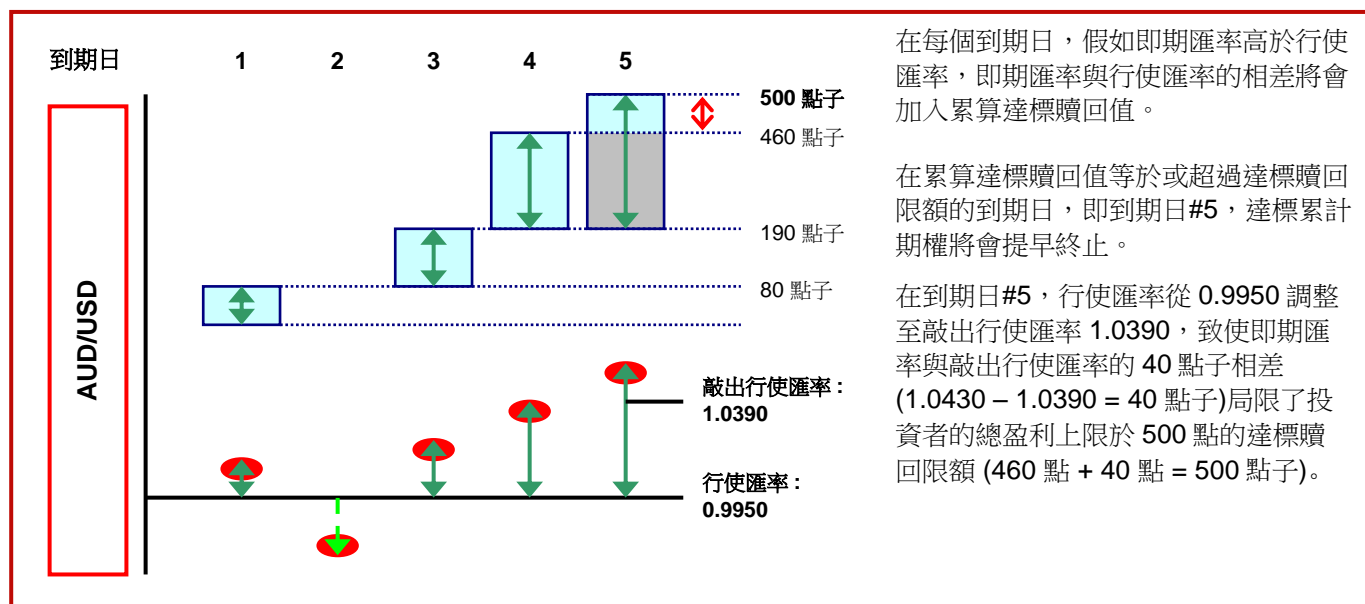 到期日 1 2 3 4 5
500 點子
460 點子
190 點子
80 點子
AUD/USD
敲出行使匯率 :
1.0390
行使匯率 :
0.9950
在每個到期日，假如即期匯率高於行使
匯率，即期匯率與行使匯率的相差將會
加入累算達標贖回值。
在累算達標贖回值等於或超過達標贖回
限額的到期日，即到期日#5，達標累計
期權將會提早終止。
在到期日#5，行使匯率從 0.9950 調整
至敲出行使匯率 1.0390，致使即期匯
率與敲出行使匯率的 40 點子相差
(1.0430 – 1.0390 = 40 點子)局限了投
資者的總盈利上限於 500 點的達標贖
回限額 (460 點 + 40 點 = 500 點子)。